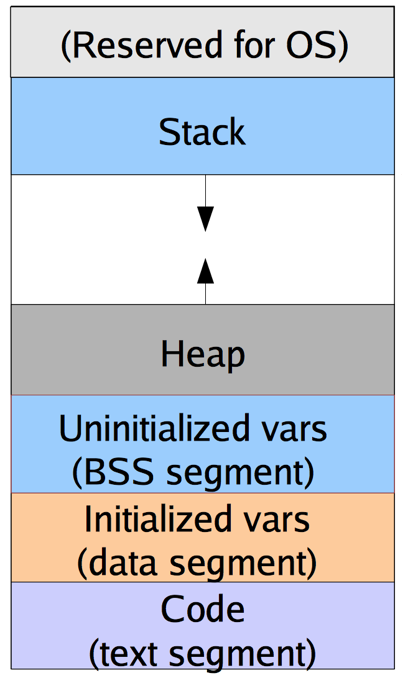 (Reserved for OS)
Stack
Heap
Uninitialized vars
(BSS segment)
Initialized vars
(data segment)
Code
(text segment)